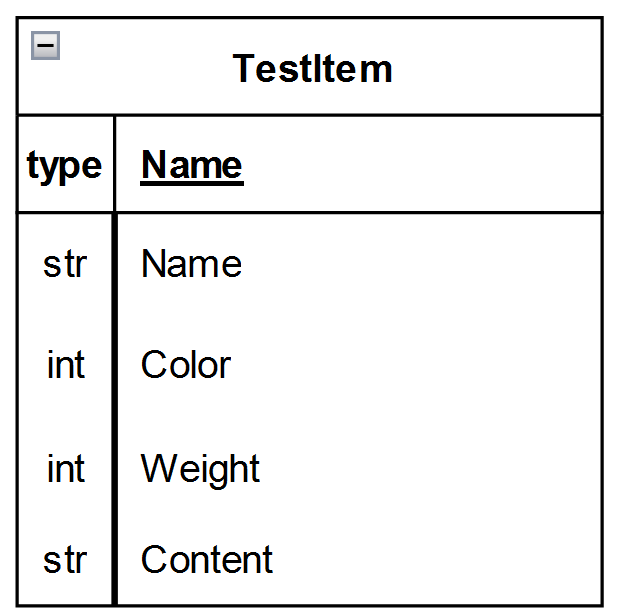 TestItem
type Name
str Name
int Color
int Weight
str Content